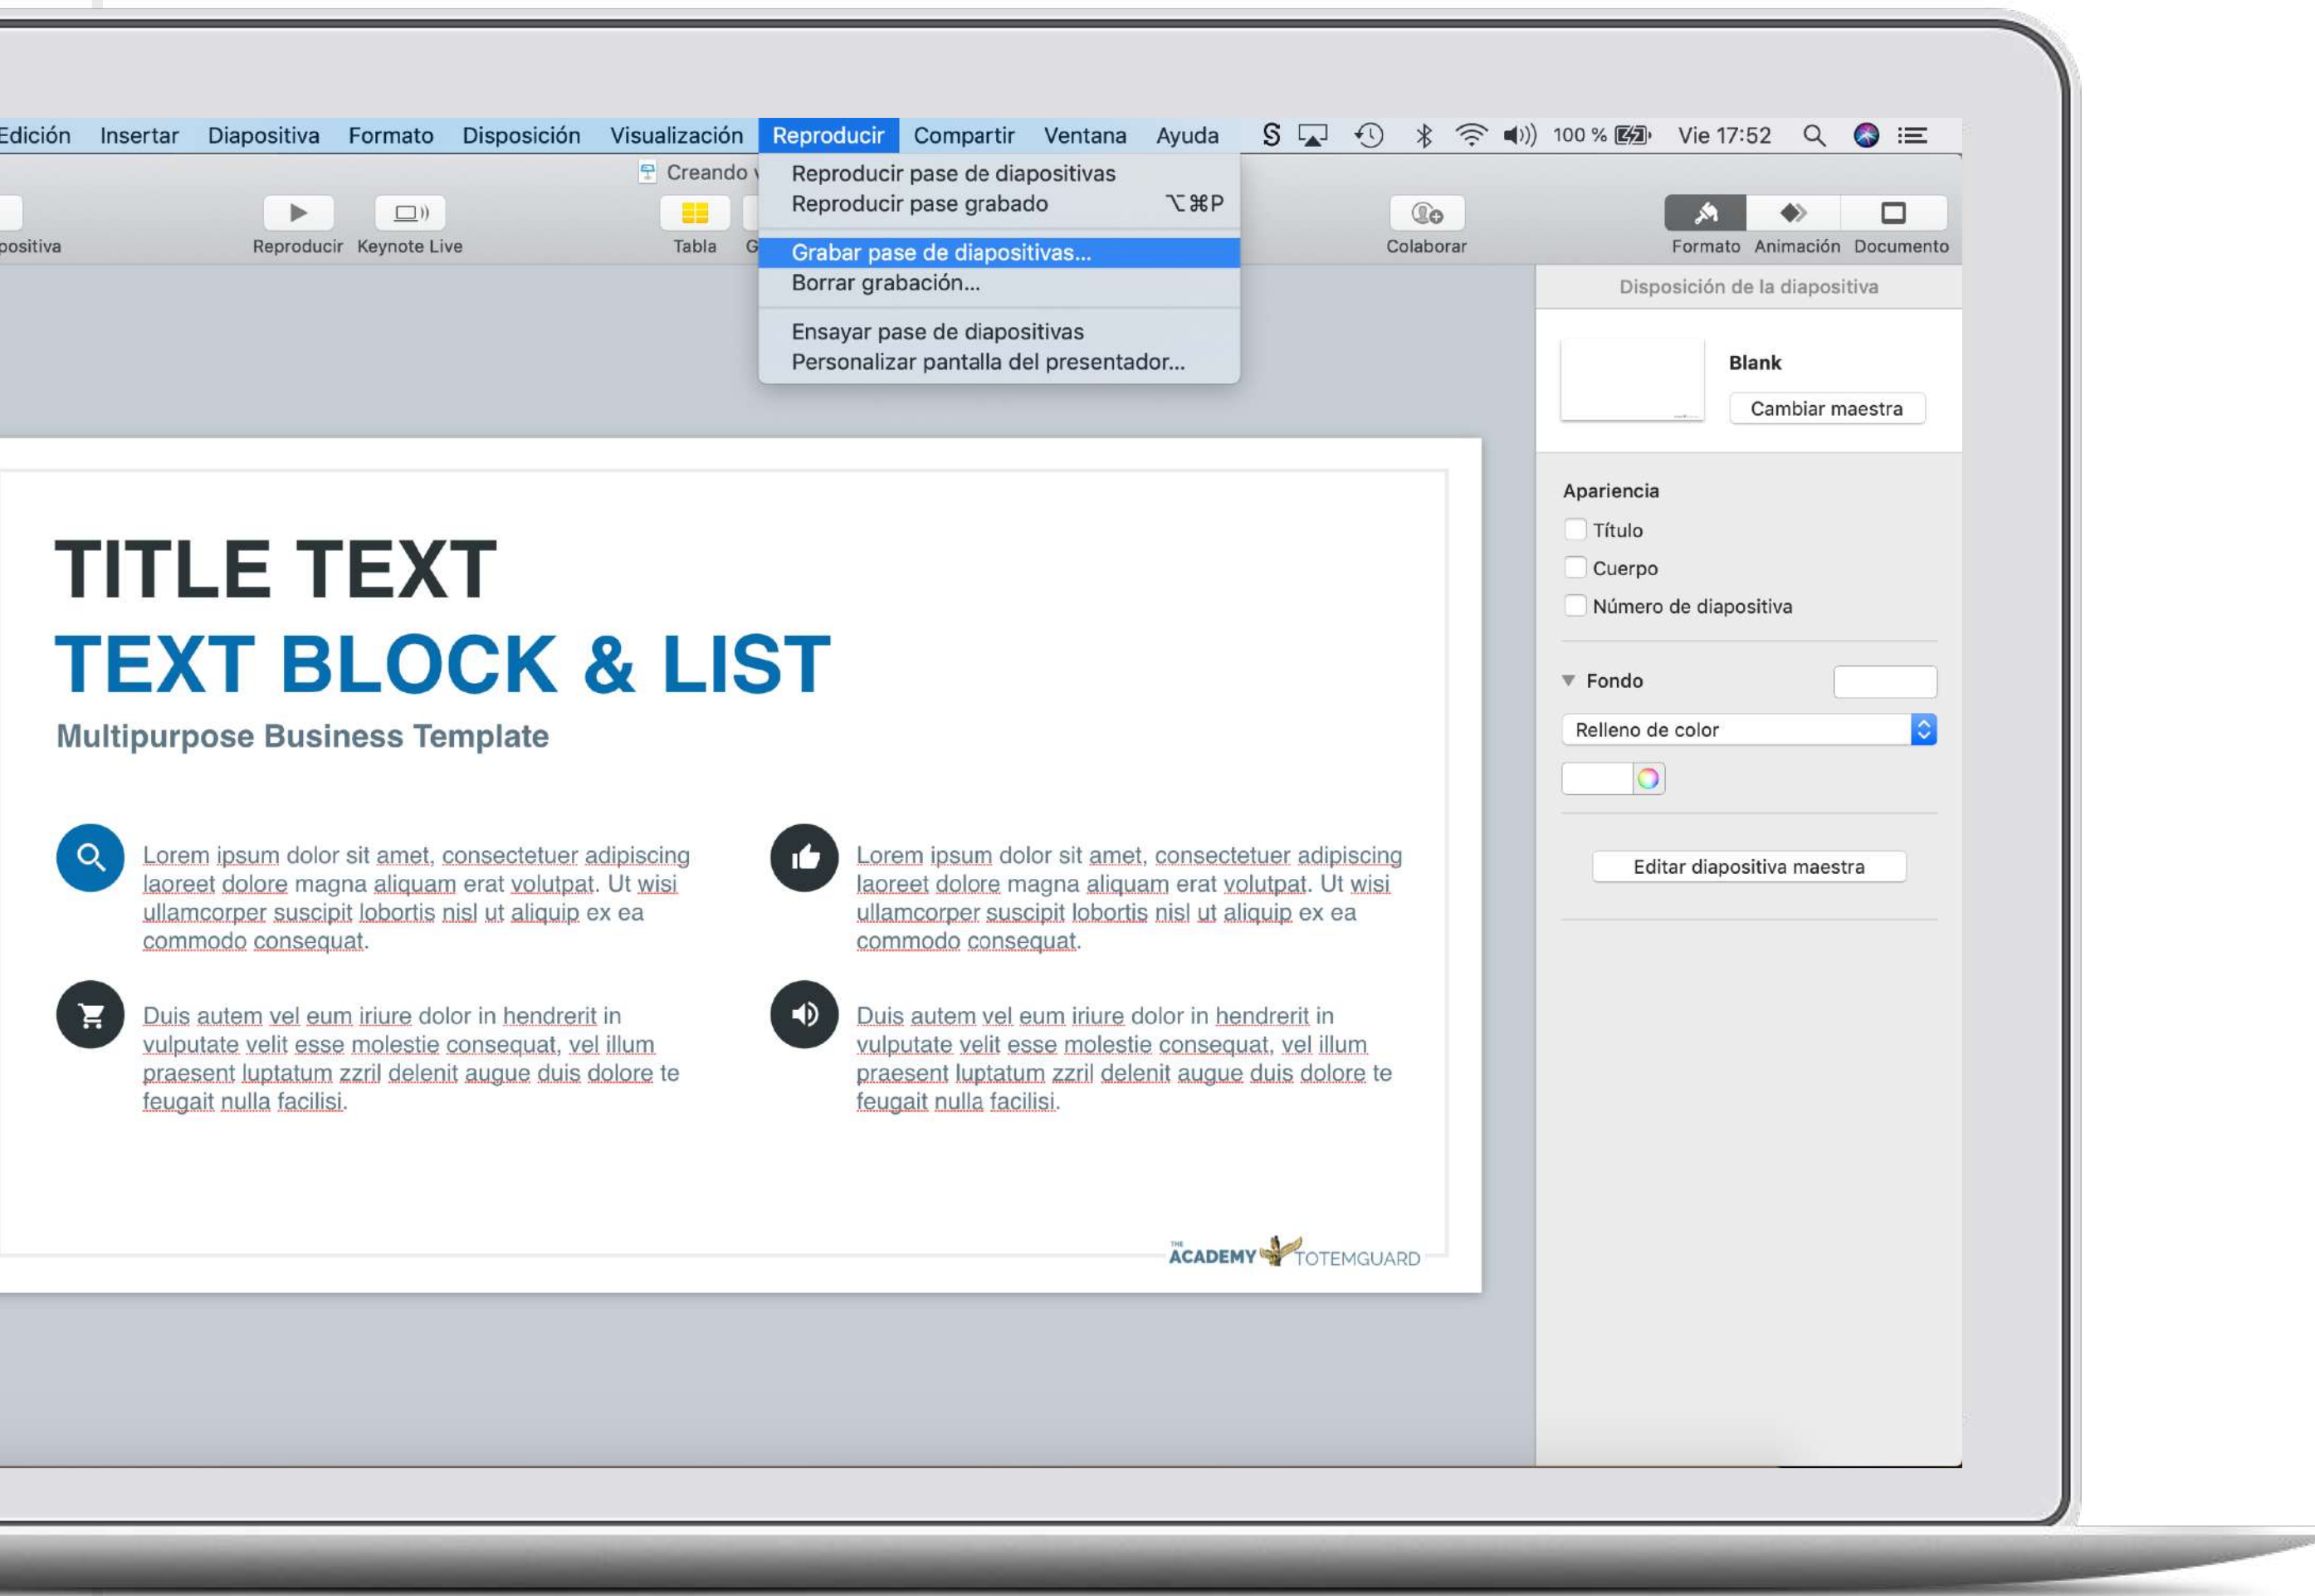 Edición Insertar Diapositiva Formato Disposición Visualización Reproducir Compartir Ventana Ayuda S 100 % Vie 17:52
Creando
Reproducir pase de diapositivas
Reproducir pase grabado ⌥⌘P
Grabar pase de diapositivas...
Borrar grabación...
Ensayar pase de diapositivas
Personalizar pantalla del presentador...
Reproducir Keynote Live Tabla Colaborar Formato Animación Documento
Disposición de la diapositiva
Blank
Cambiar maestra
Apariencia
Título
Cuerpo
Número de diapositiva
Fondo
Relleno de color
Editar diapositiva maestra
TITLE TEXT
TEXT BLOCK & LIST
Multipurpose Business Template
Lorem ipsum dolor sit amet, consectetuer adipiscing
laoreet dolore magna aliquam erat volutpat. Ut wisi
ullamcorper suscipit lobortis nisl ut aliquip ex ea
commodo consequat.
Lorem ipsum dolor sit amet, consectetuer adipiscing
laoreet dolore magna aliquam erat volutpat. Ut wisi
ullamcorper suscipit lobortis nisl ut aliquip ex ea
commodo consequat.
Duis autem vel eum iriure dolor in hendrerit in
vulputate velit esse molestie consequat, vel illum
praesent luptatum zzril delenit augue duis dolore te
feugait nulla facilisi.
Duis autem vel eum iriure dolor in hendrerit in
vulputate velit esse molestie consequat, vel illum
praesent luptatum zzril delenit augue duis dolore te
feugait nulla facilisi.
THE
ACADEMY TOTEMGUARD